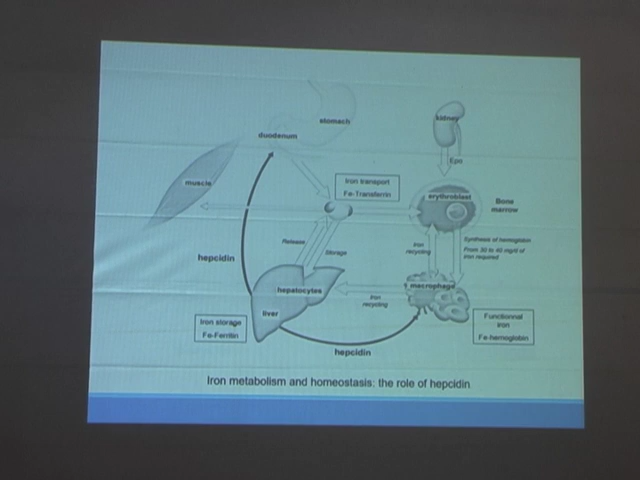 stomach
kidney
duodenum
Epo
muscle
Iron transport
Fe-Transferrin
erythroblast
Bone
marrow
Release
Storage
Iron
recycling
Synthesis of hemoglobin
From 30 to 40 mg/d of
iron required
hepcidin
hepatocytes
macrophage
Iron
recycling
liver
Iron storage
Fe-Ferritin
Functionnal
iron
Fe-hemoglobin
hepcidin
Iron metabolism and homeostasis: the role of hepcidin